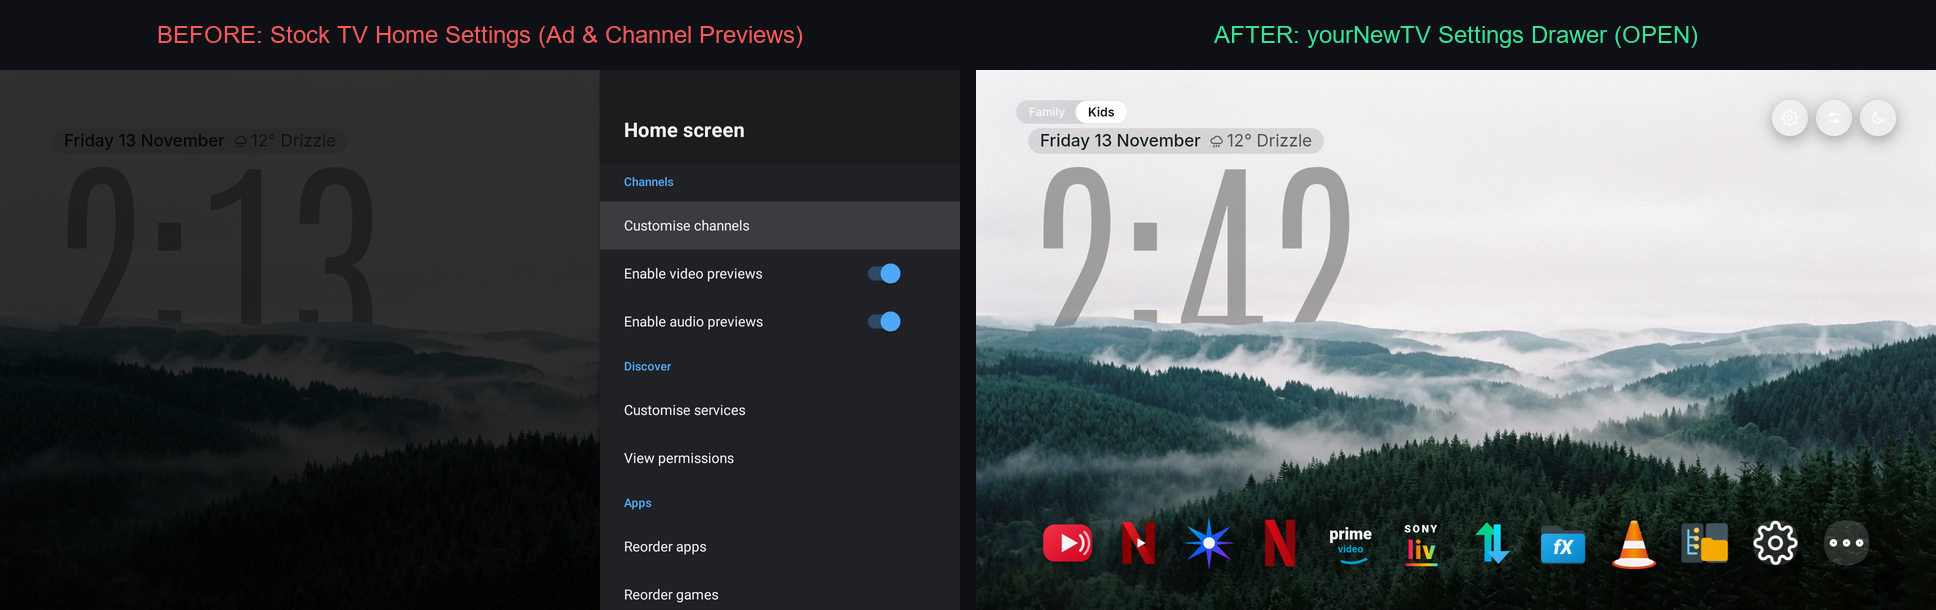 BEFORE: Stock TV Home Settings (Ad & Channel Previews)
Friday 13 November 12° Drizzle
2:13
Home screen
Channels
Customise channels
Enable video previews
Enable audio previews
Discover
Customise services
View permissions
Apps
Reorder apps
Reorder games
AFTER: yourNewTV Settings Drawer (OPEN)
Family Kids
Friday 13 November 12° Drizzle
2:42
N
N
prime
video
SONY
liv
fX